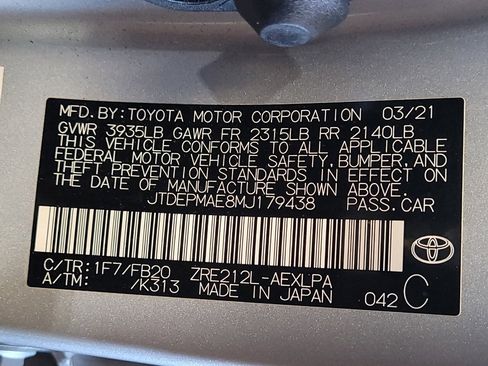 MFD.BY:TOYOTA MOTOR CORPORATION 03/21
GVWR 3935LB GAWR FR 2315LB RR 2140LB
THIS VEHICLE CONFORMS TO ALL APPLICABLE
FEDERAL MOTOR VEHICLE SAFETY, BUMPER, AND
THEFT PREVENTION STANDARDS IN EFFECT ON
THE DATE OF MANUFACTURE SHOWN ABOVE.
JTDEPMAE8MJ179438 PASS.CAR
C/TR:1F7/FB20 ZRE212L-AEXLPA
A/TM: /K313 MADE IN JAPAN 042 C